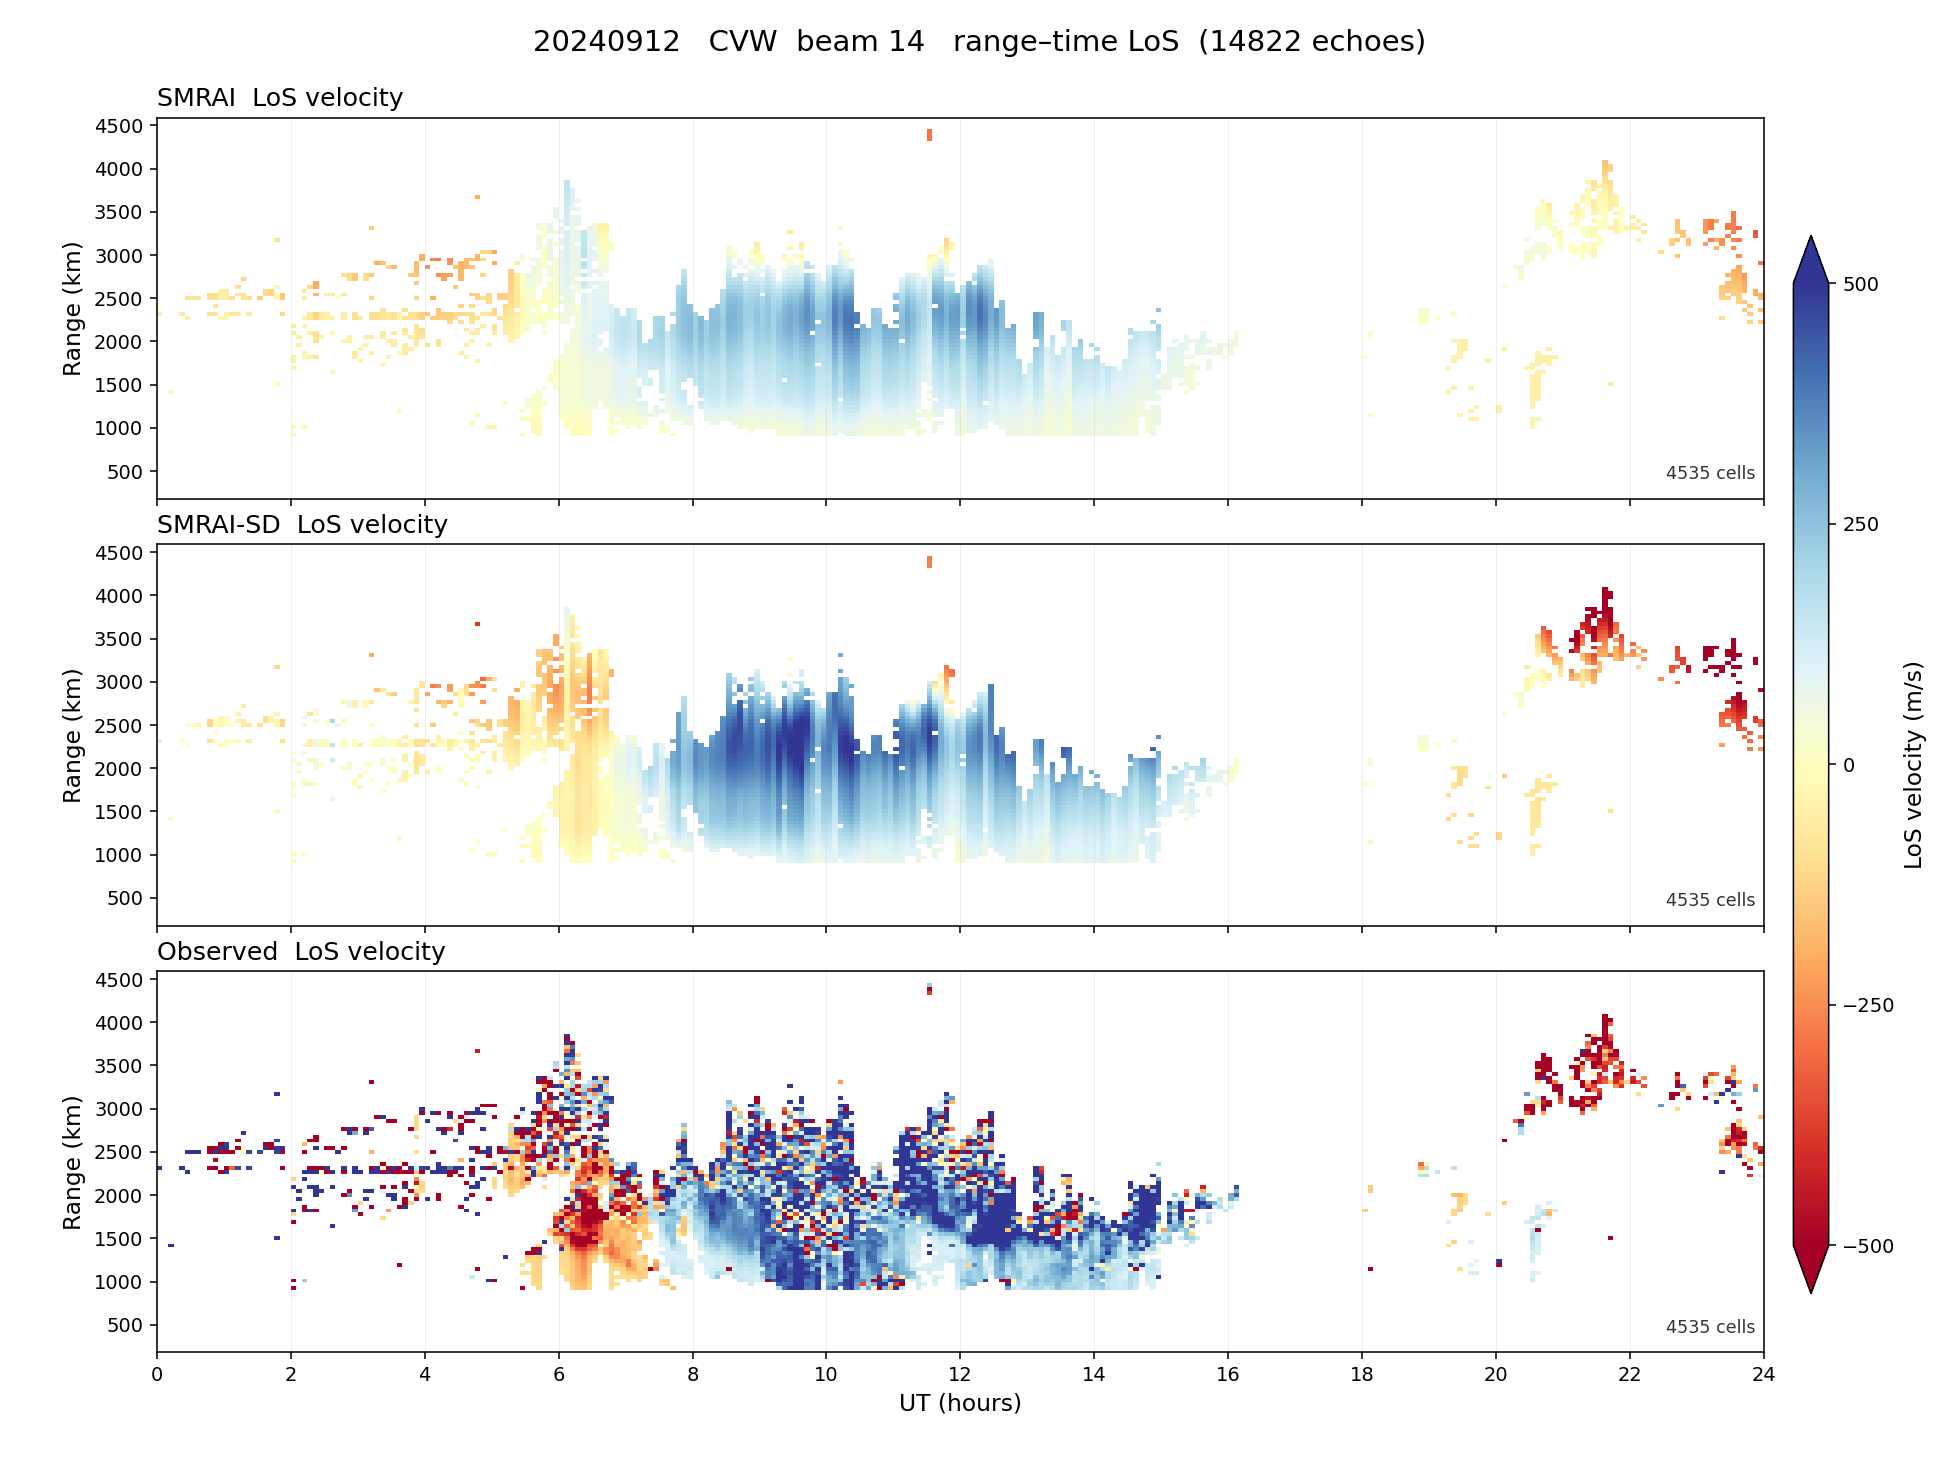 20240912   CVW  beam 14   range–time LoS  (14822 echoes)
SMRAI  LoS velocity
4500
4000
3500
3000
2500
2000
1500
1000
500
Range (km)
4535 cells
SMRAI-SD  LoS velocity
4500
4000
3500
3000
2500
2000
1500
1000
500
Range (km)
4535 cells
Observed  LoS velocity
4500
4000
3500
3000
2500
2000
1500
1000
500
Range (km)
4535 cells
0 2 4 6 8 10 12 14 16 18 20 22 24
UT (hours)
500
250
0
−250
−500
LoS velocity (m/s)